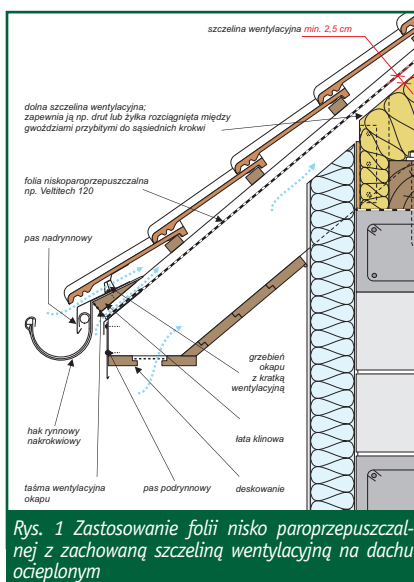 szczelina wentylacyjna min. 2,5 cm
dolna szczelina wentylacyjna;
zapewnia ją np. drut lub żyłka rozciągnięta między
gwoździami przybitymi do sąsiednich krokwi
folia niskoparoprzepuszczalna
np. Veltitech 120
pas nadrynnowy
grzebień
okapu
z kratką
wentylacyjną
hak rynnowy
nakrokwiowy
łata klinowa
taśma wentylacyjna
okapu
pas podrynnowy
deskowanie
Rys. 1 Zastosowanie folii nisko paroprzepuszczal-
nej z zachowaną szczeliną wentylacyjną na dachu
ocieplonym